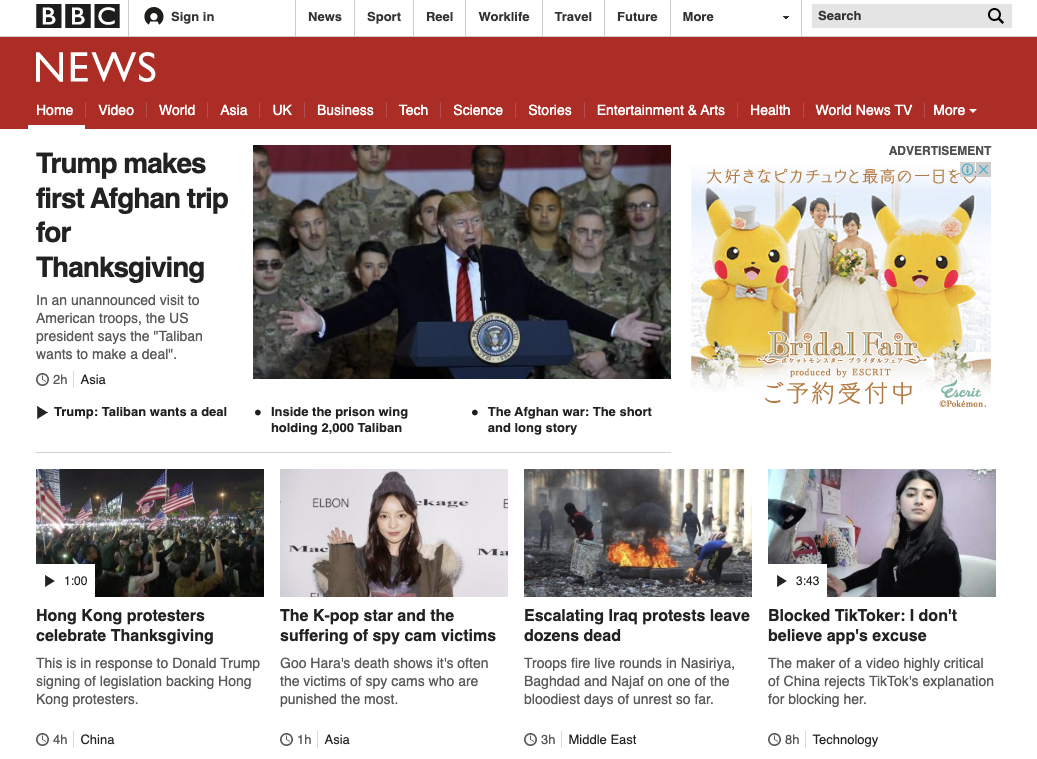 BBC
Sign in
News
Sport
Reel
Worklife
Travel
Future
More
Search
NEWS
Home
Video
World
Asia
UK
Business
Tech
Science
Stories
Entertainment & Arts
Health
World News TV
More
Trump makes
first Afghan trip
for
Thanksgiving
In an unannounced visit to
American troops, the US
president says the "Taliban
wants to make a deal".
2h
Asia
ADVERTISEMENT
大好きなピカチュウと最高の一日を♡
Bridal Fair
ポケットモンスター ブライダルフェア
produced by ESCRIT
ご予約受付中
Escrit
©Pokémon.
Trump: Taliban wants a deal
Inside the prison wing
holding 2,000 Taliban
The Afghan war: The short
and long story
1:00
Hong Kong protesters
celebrate Thanksgiving
This is in response to Donald Trump
signing of legislation backing Hong
Kong protesters.
4h
China
ELBON
ckage
Mac
Ma
The K-pop star and the
suffering of spy cam victims
Goo Hara's death shows it's often
the victims of spy cams who are
punished the most.
1h
Asia
Escalating Iraq protests leave
dozens dead
Troops fire live rounds in Nasiriya,
Baghdad and Najaf on one of the
bloodiest days of unrest so far.
3h
Middle East
3:43
Blocked TikToker: I don't
believe app's excuse
The maker of a video highly critical
of China rejects TikTok's explanation
for blocking her.
8h
Technology